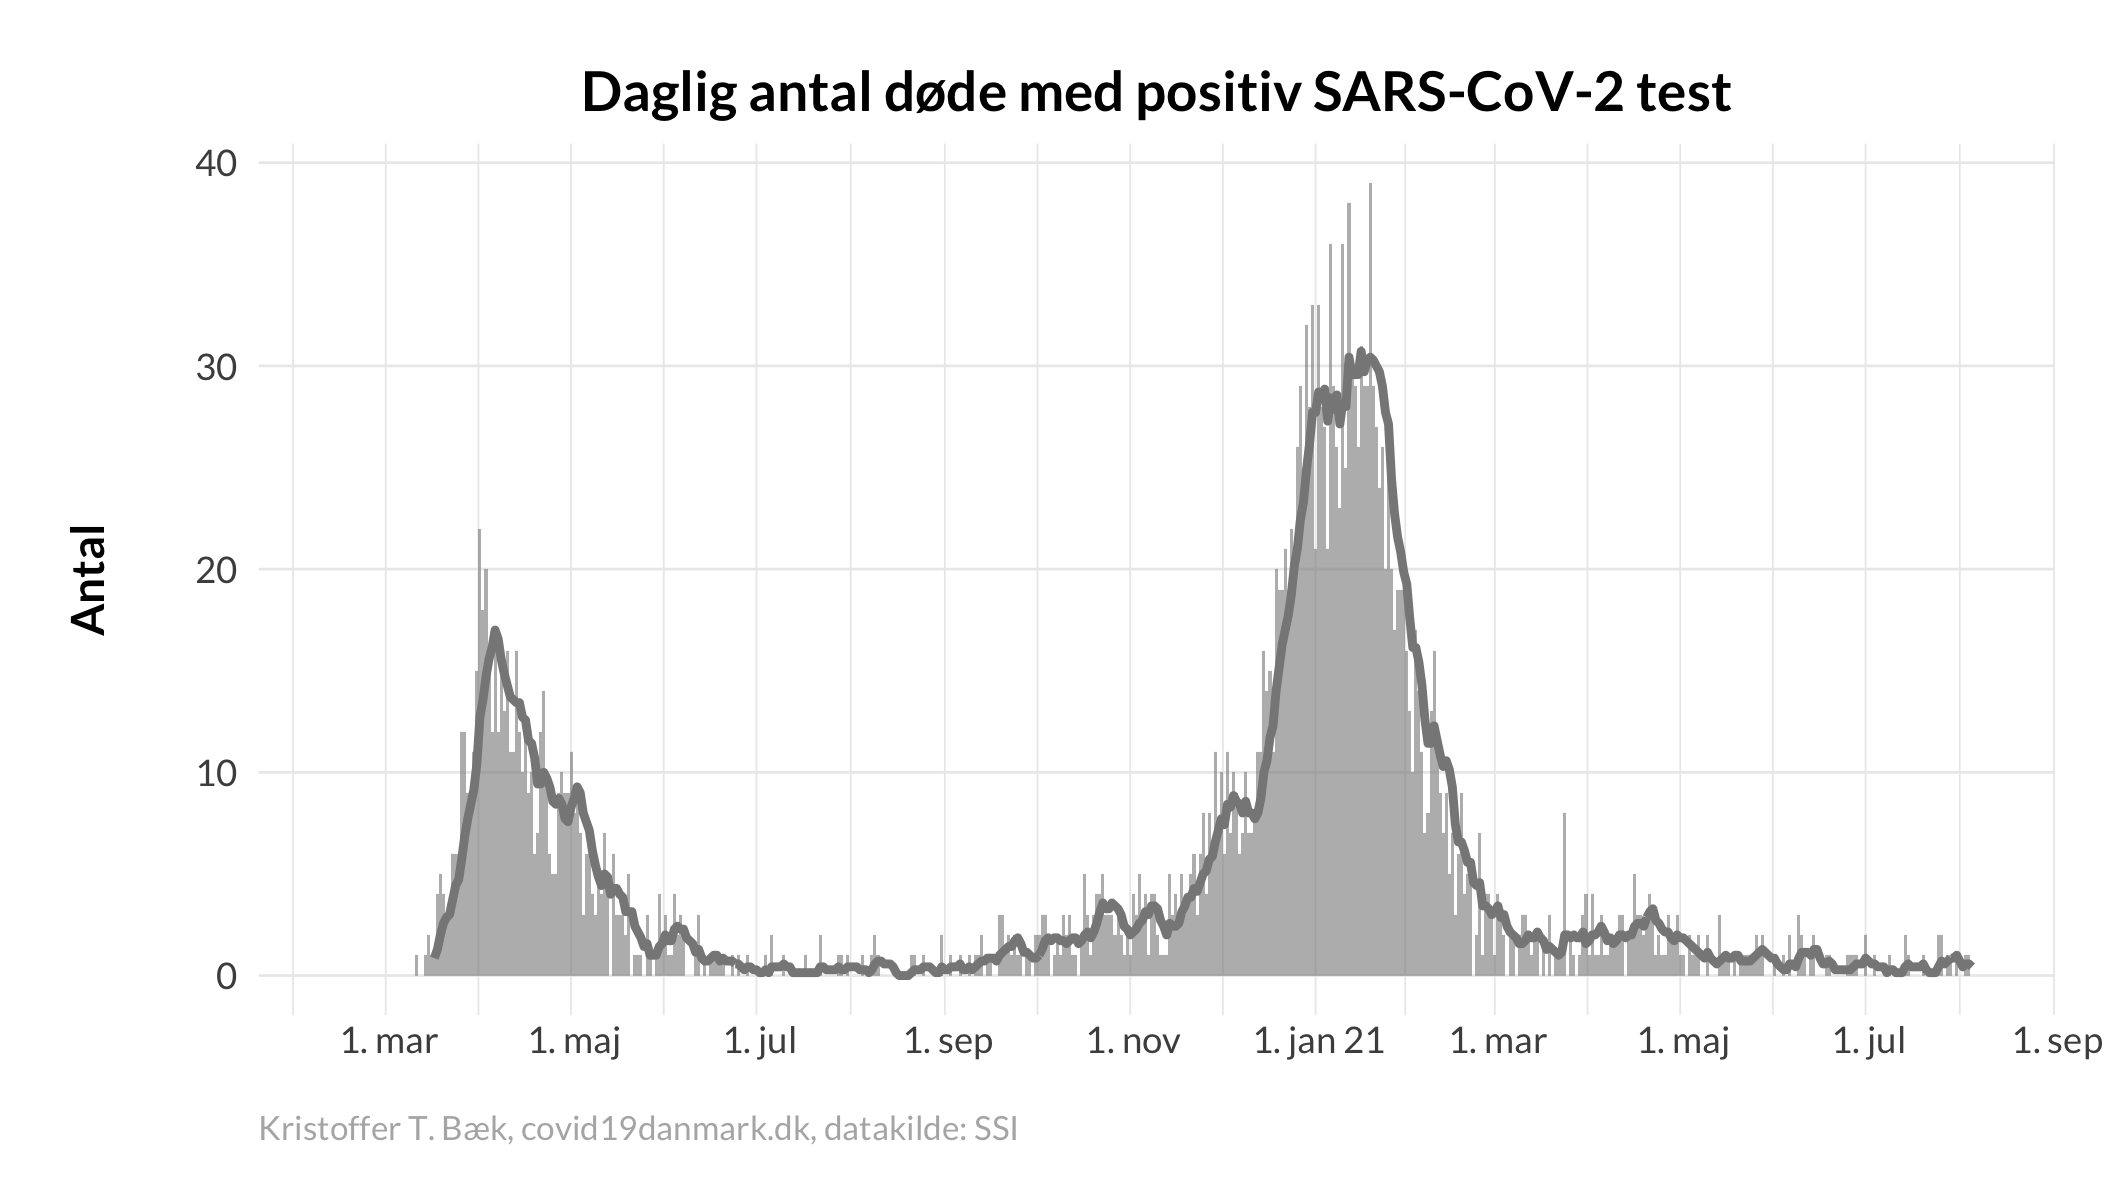 Daglig antal døde med positiv SARS-CoV-2 test
Antal
40
30
20
10
0
1. mar 1. maj 1. jul 1. sep 1. nov 1. jan 21 1. mar 1. maj 1. jul 1. sep
Kristoffer T. Bæk, covid19danmark.dk, datakilde: SSI